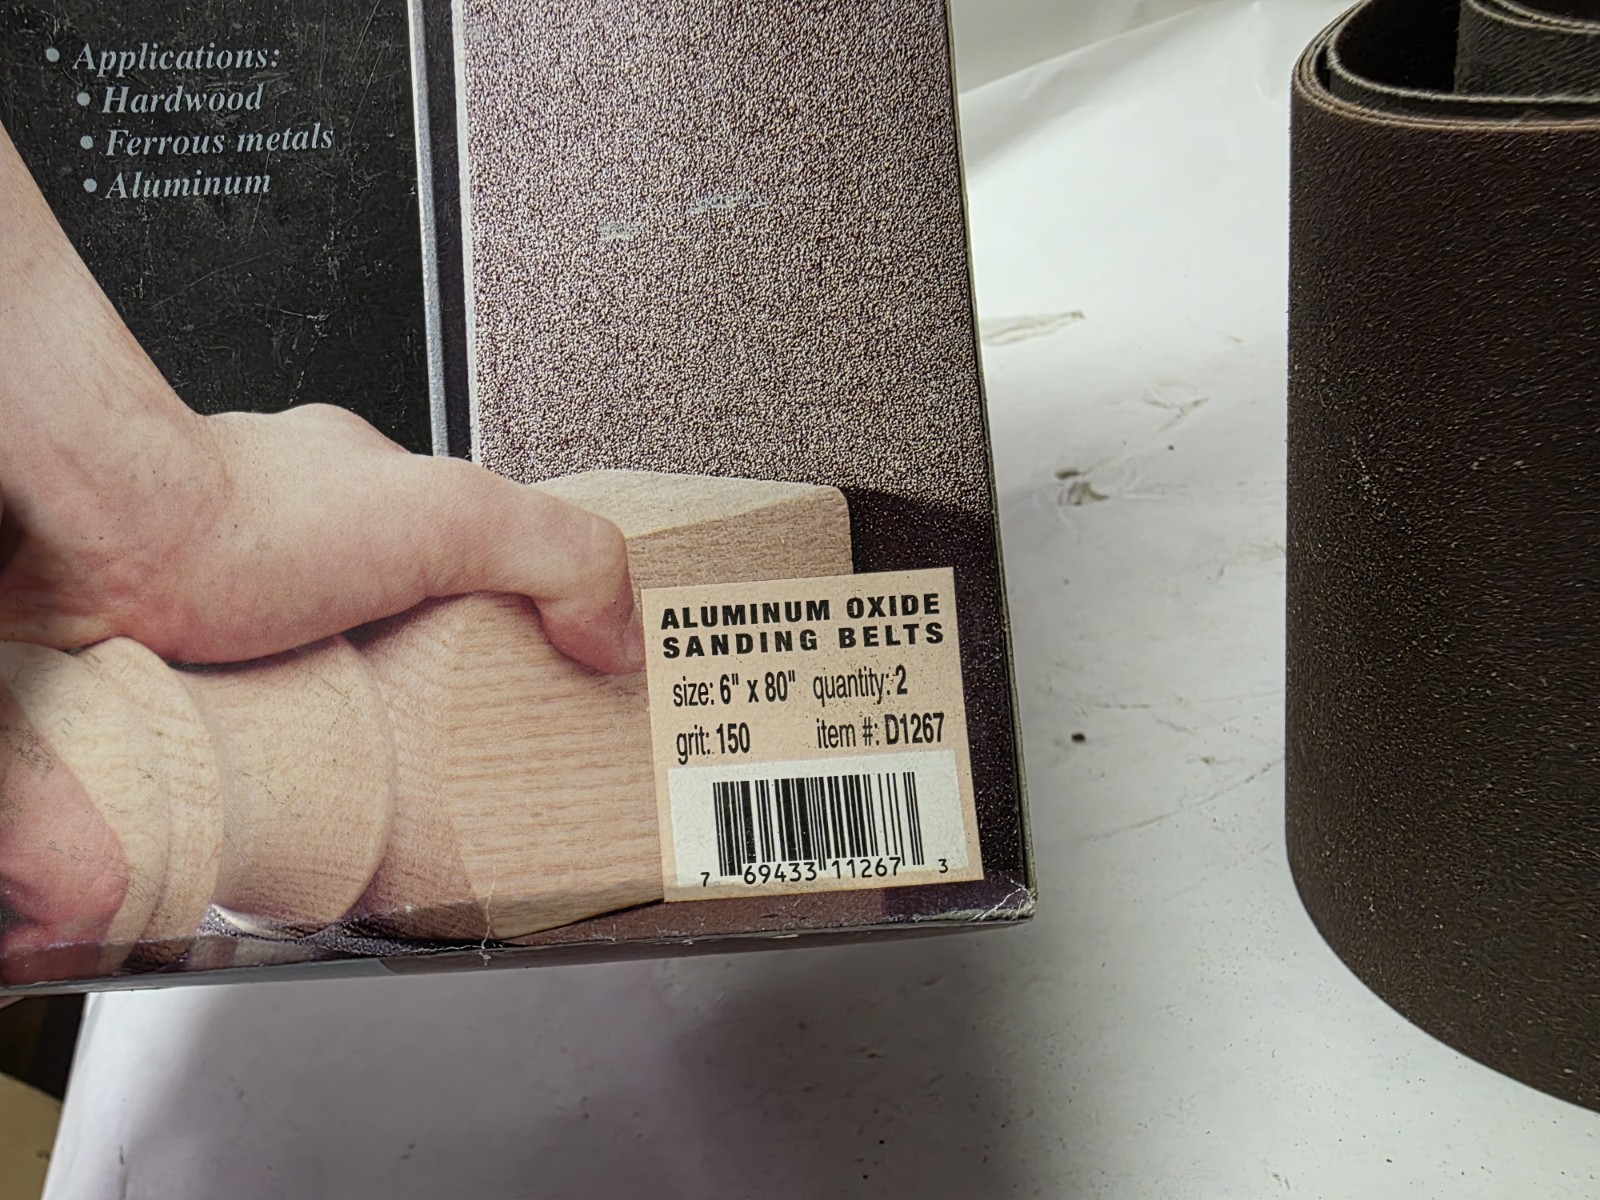 • Applications:
• Hardwood
• Ferrous metals
• Aluminum
ALUMINUM OXIDE
SANDING BELTS
size: 6" x 80" quantity: 2
grit: 150 item #: D1267
7 69433 11267 3